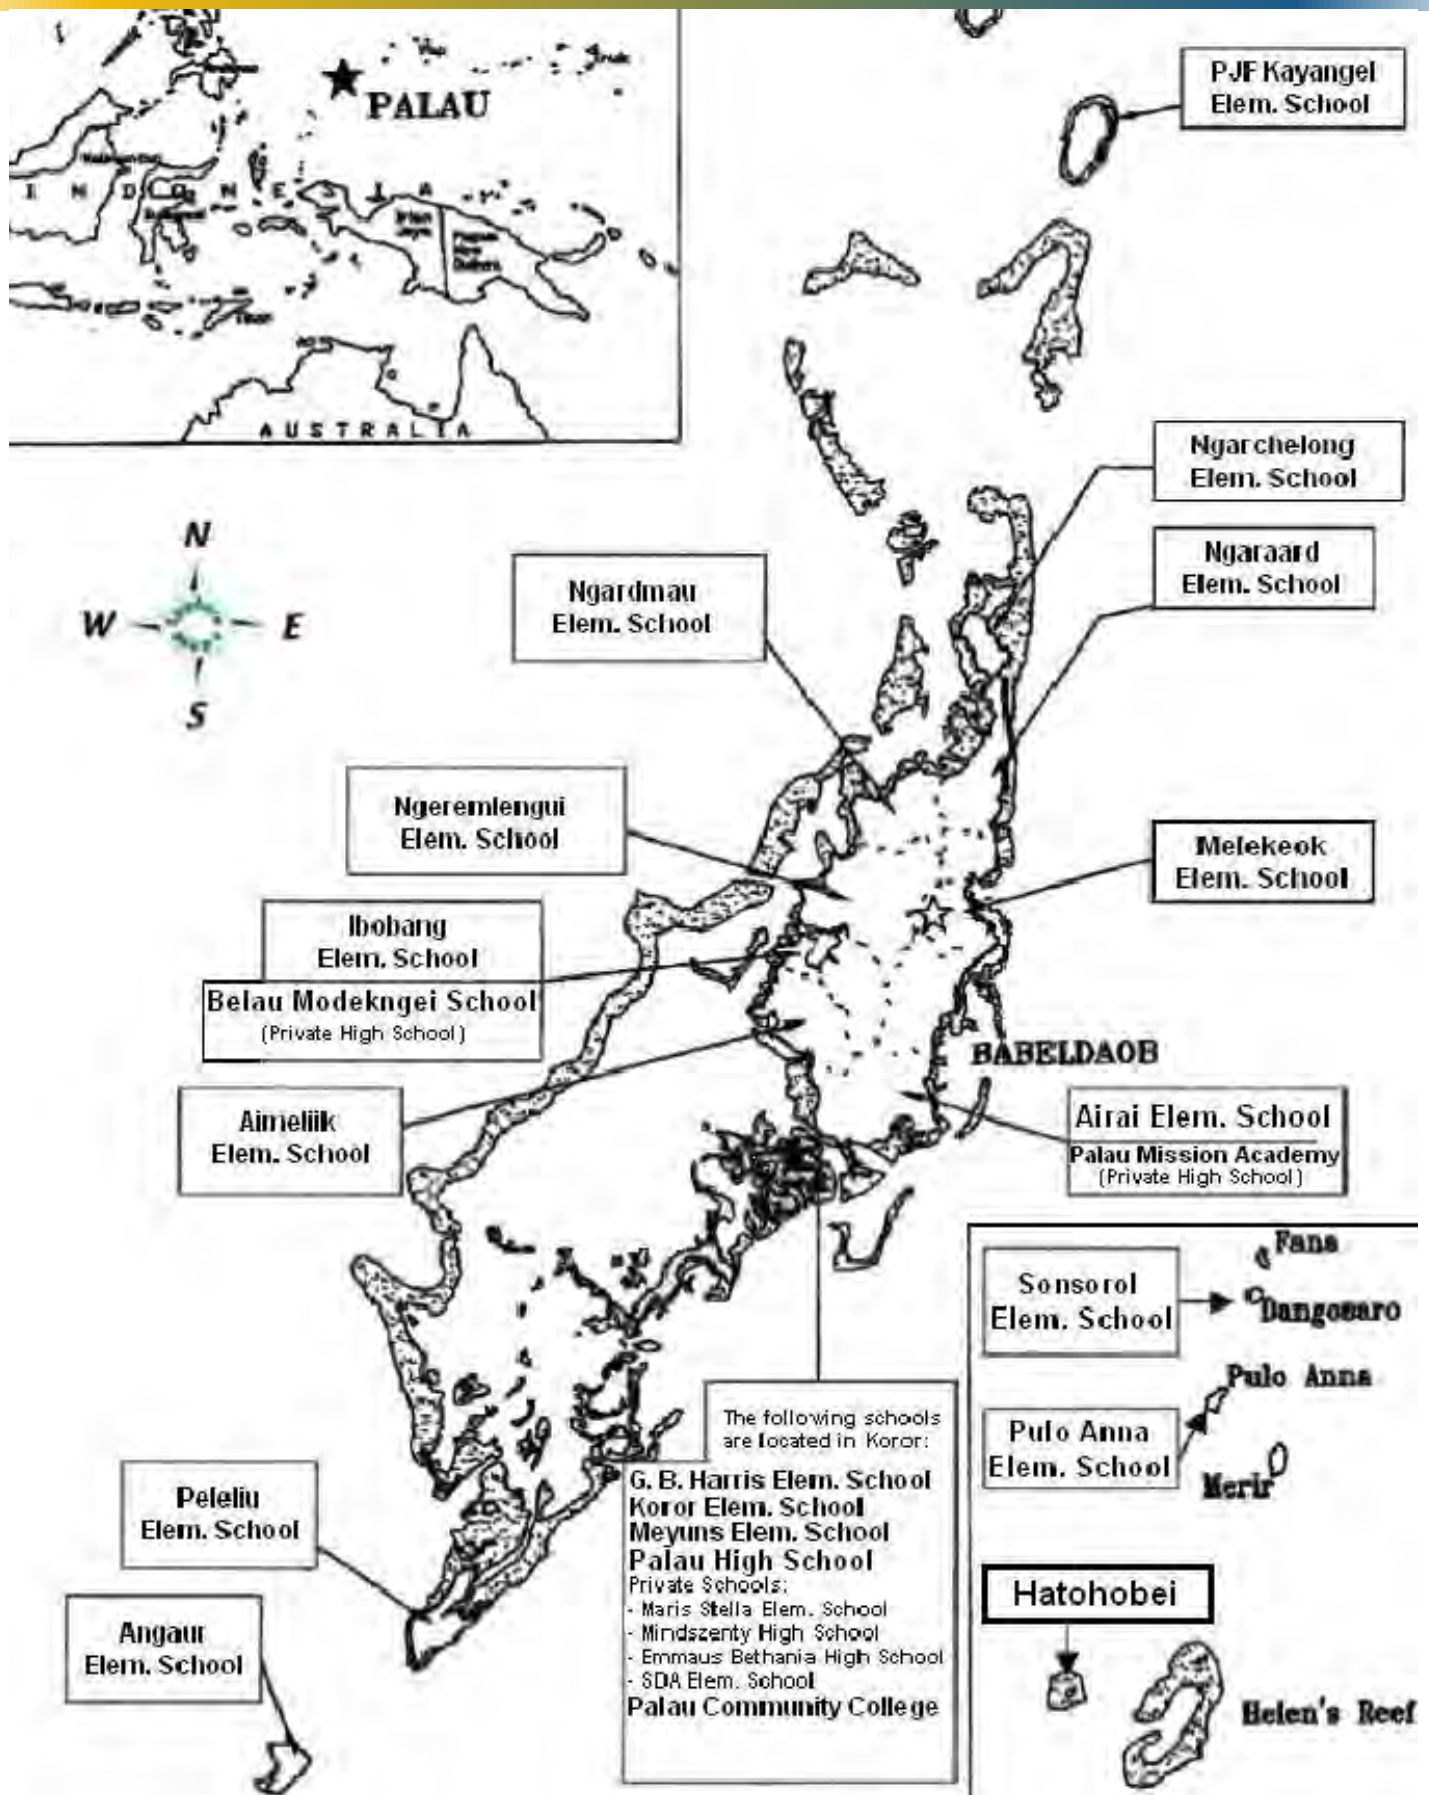 PALAU
I N D O N E S I A
AUSTRALIA
PJF Kayangel
Elem. School
Ngarchelong
Elem. School
Ngaraard
Elem. School
N
W
E
S
Ngardmau
Elem. School
Ngeremlengui
Elem. School
Melekeok
Elem. School
Ibobang
Elem. School
Belau Modekngei School
(Private High School)
BABELDAOB
Aimeliik
Elem. School
Airai Elem. School
Palau Mission Academy
(Private High School)
Fana
Sonsorol
Elem. School
Dangosaro
Pulo Anna
Pulo Anna
Elem. School
Merir
The following schools
are located in Koror:
G. B. Harris Elem. School
Koror Elem. School
Meyuns Elem. School
Palau High School
Private Schools:
- Maris Stella Elem. School
- Mindszenty High School
- Emmaus Bethania High School
- SDA Elem. School
Palau Community College
Peleliu
Elem. School
Angaur
Elem. School
Hatohobei
Helen's Reef